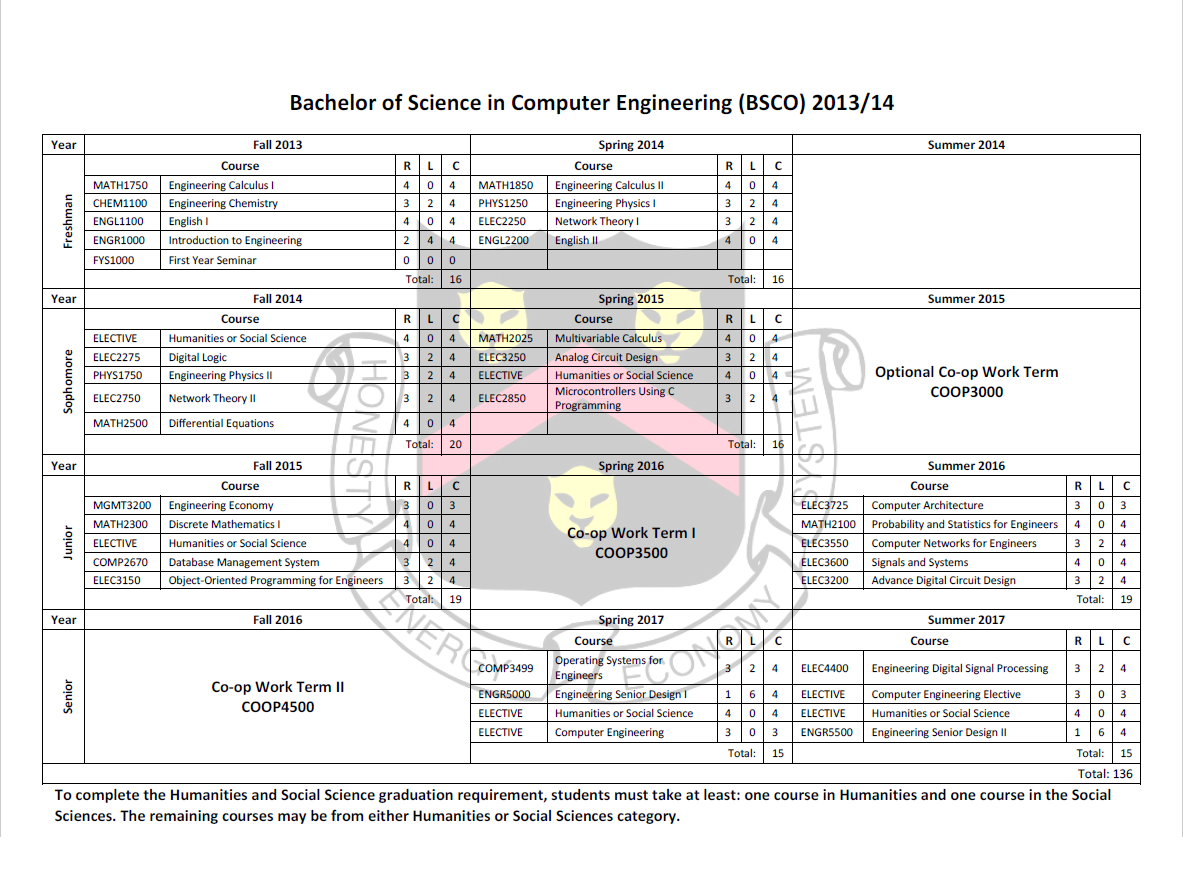 Bachelor of Science in Computer Engineering (BSCO) 2013/14
Year Fall 2013 Spring 2014 Summer 2014
Freshman
Course R L C Course R L C
MATH1750 Engineering Calculus I 4 0 4 MATH1850 Engineering Calculus II 4 0 4
CHEM1100 Engineering Chemistry 3 2 4 PHYS1250 Engineering Physics I 3 2 4
ENGL1100 English I 4 0 4 ELEC2250 Network Theory I 3 2 4
ENGR1000 Introduction to Engineering 2 4 4 ENGL2200 English II 4 0 4
FYS1000 First Year Seminar 0 0 0
Total: 16 Total: 16
Year Fall 2014 Spring 2015 Summer 2015
Sophomore
Course R L C Course R L C
ELECTIVE Humanities or Social Science 4 0 4 MATH2025 Multivariable Calculus 4 0 4
ELEC2275 Digital Logic 3 2 4 ELEC3250 Analog Circuit Design 3 2 4
PHYS1750 Engineering Physics II 3 2 4 ELECTIVE Humanities or Social Science 4 0 4
ELEC2750 Network Theory II 3 2 4 ELEC2850 Microcontrollers Using C Programming 3 2 4
MATH2500 Differential Equations 4 0 4
Total: 20 Total: 16
Optional Co-op Work Term
COOP3000
Year Fall 2015 Spring 2016 Summer 2016
Junior
Course R L C Course R L C
MGMT3200 Engineering Economy 3 0 3 ELEC3725 Computer Architecture 3 0 3
MATH2300 Discrete Mathematics I 4 0 4 MATH2100 Probability and Statistics for Engineers 4 0 4
ELECTIVE Humanities or Social Science 4 0 4 ELEC3550 Computer Networks for Engineers 3 2 4
COMP2670 Database Management System 3 2 4 ELEC3600 Signals and Systems 4 0 4
ELEC3150 Object-Oriented Programming for Engineers 3 2 4 ELEC3200 Advance Digital Circuit Design 3 2 4
Total: 19 Total: 19
Co-op Work Term I
COOP3500
Year Fall 2016 Spring 2017 Summer 2017
Senior
Co-op Work Term II
COOP4500
Course R L C Course R L C
COMP3499 Operating Systems for Engineers 3 2 4 ELEC4400 Engineering Digital Signal Processing 3 2 4
ENGR5000 Engineering Senior Design I 1 6 4 ELECTIVE Computer Engineering Elective 3 0 3
ELECTIVE Humanities or Social Science 4 0 4 ELECTIVE Humanities or Social Science 4 0 4
ELECTIVE Computer Engineering 3 0 3 ENGR5500 Engineering Senior Design II 1 6 4
Total: 15 Total: 15
Total: 136
To complete the Humanities and Social Science graduation requirement, students must take at least: one course in Humanities and one course in the Social
Sciences. The remaining courses may be from either Humanities or Social Sciences category.
HONESTY
ENERGY
ECONOMY
SYSTEM